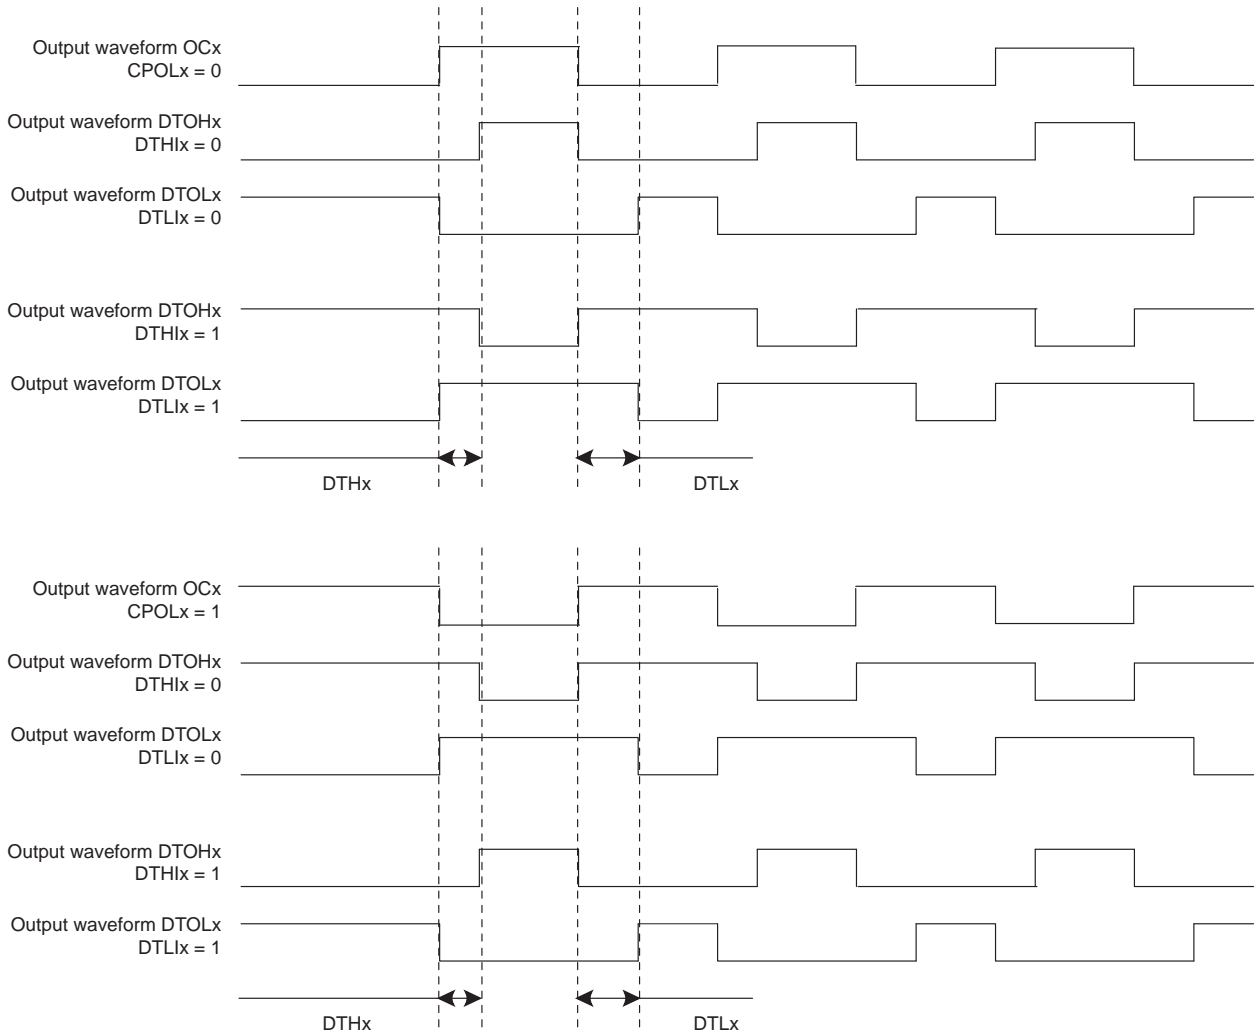 Output waveform OCx
CPOLx = 0
Output waveform DTOHx
DTHIx = 0
Output waveform DTOLx
DTLIx = 0
Output waveform DTOHx
DTHIx = 1
Output waveform DTOLx
DTLIx = 1
DTHx DTLx
Output waveform OCx
CPOLx = 1
Output waveform DTOHx
DTHIx = 0
Output waveform DTOLx
DTLIx = 0
Output waveform DTOHx
DTHIx = 1
Output waveform DTOLx
DTLIx = 1
DTHx DTLx